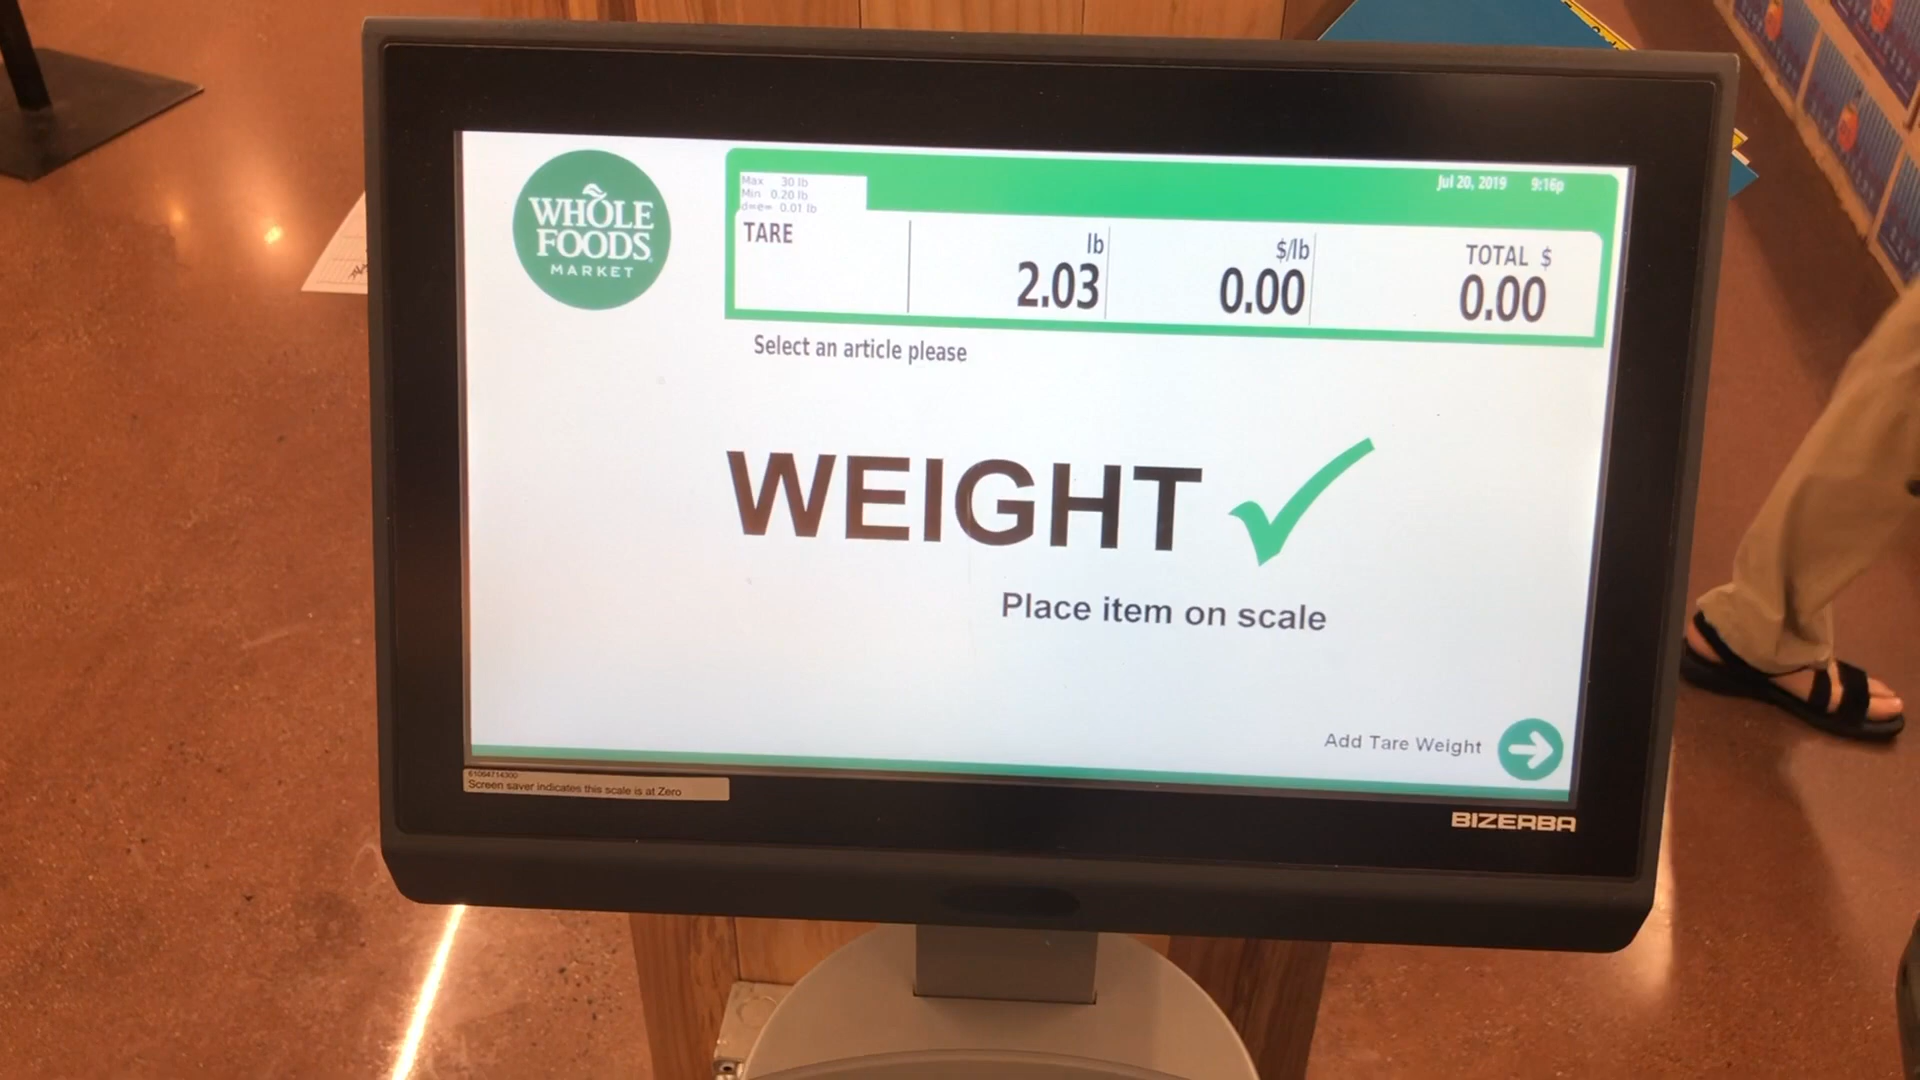 WHOLE
FOODS
MARKET
Max 30 lb
Min 0.20 lb
d=e= 0.01 lb
Jul 20, 2019 9:16p
TARE
lb
2.03
$/lb
0.00
TOTAL $
0.00
Select an article please
WEIGHT
Place item on scale
Add Tare Weight
61064714300
Screen saver indicates this scale is at Zero
BIZERBA